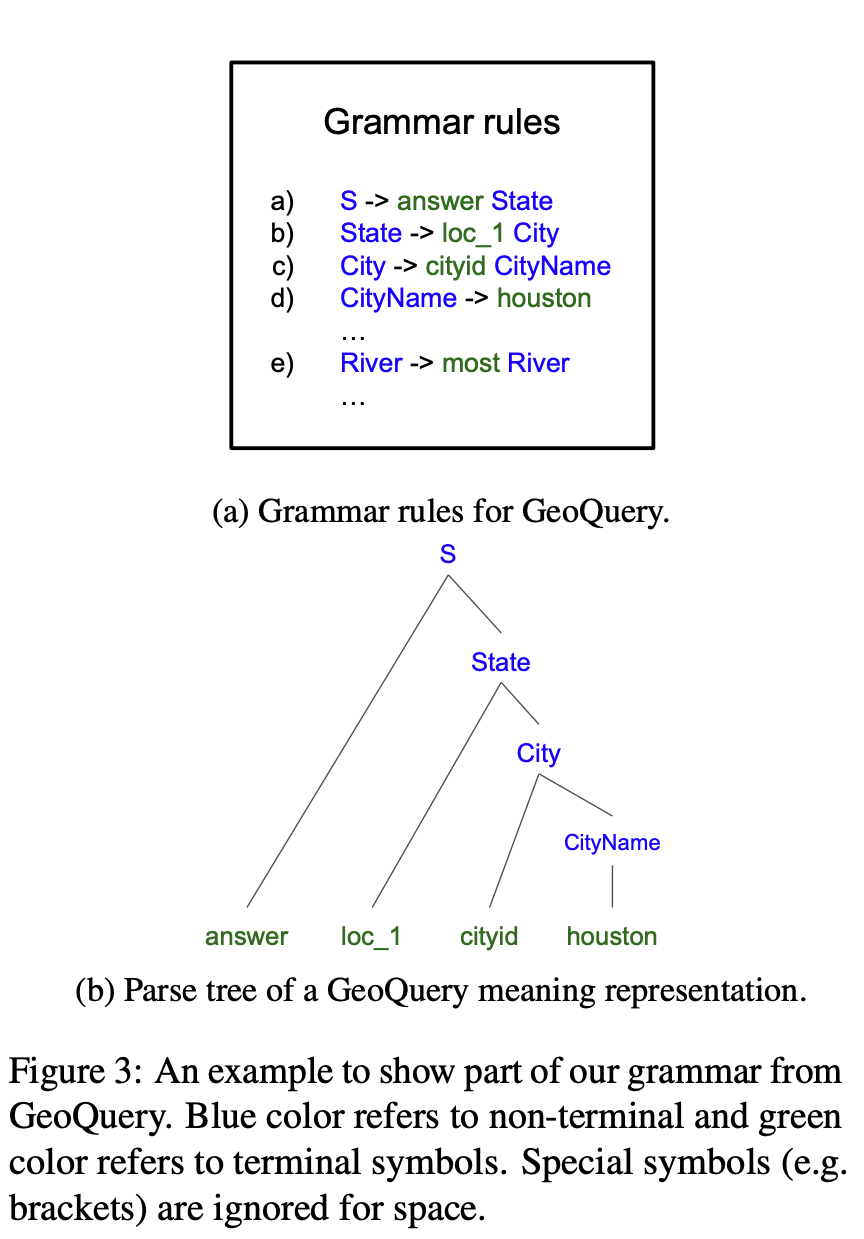 Grammar rules
a) S -> answer State
b) State -> loc_1 City
c) City -> cityid CityName
d) CityName -> houston
...
e) River -> most River
...
(a) Grammar rules for GeoQuery.
S
State
City
CityName
answer loc_1 cityid houston
(b) Parse tree of a GeoQuery meaning representation.
Figure 3: An example to show part of our grammar from
GeoQuery. Blue color refers to non-terminal and green
color refers to terminal symbols. Special symbols (e.g.
brackets) are ignored for space.